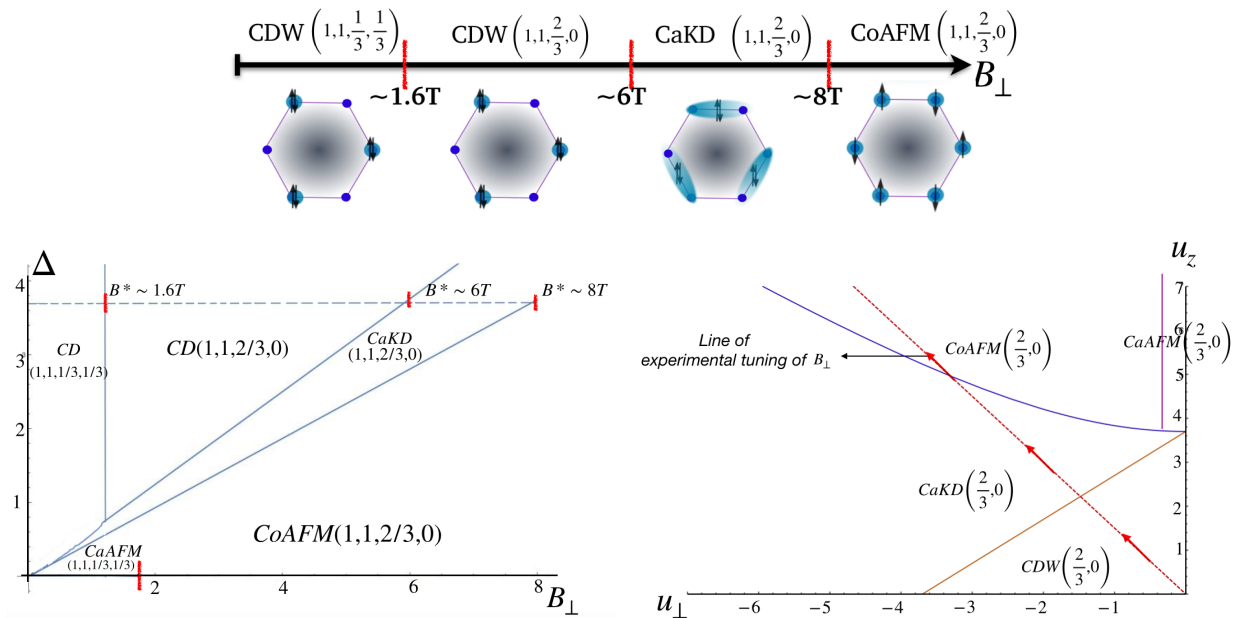 CDW (1,1,1/3,1/3) CDW (1,1,2/3,0) CaKD (1,1,2/3,0) CoAFM (1,1,2/3,0)
B⊥
~1.6T ~6T ~8T
Δ
4
3
2
1
B* ~ 1.6T B* ~ 6T B* ~ 8T
CD
(1,1,1/3,1/3)
CD(1,1,2/3,0)
CaKD
(1,1,2/3,0)
CoAFM(1,1,2/3,0)
CaAFM
(1,1,1/3,1/3)
2 4 6 8 B⊥
u_z
7
6
5
4
3
2
1
Line of
experimental tuning of B⊥
CoAFM(2/3,0)
CaAFM(2/3,0)
CaKD(2/3,0)
CDW(2/3,0)
u⊥ −6 −5 −4 −3 −2 −1